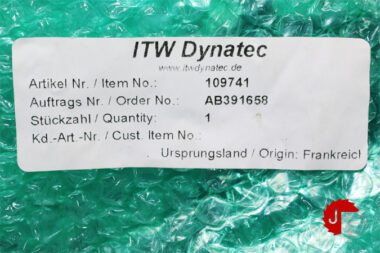 ITW Dynatec
www.itwdynatec.de
Artikel Nr. / Item No.: 109741
Auftrags Nr / Order No.: AB391658
Stückzahl / Quantity: 1
Kd.-Art.-Nr. / Cust. Item No.:
Ursprungsland / Origin: Frankreich